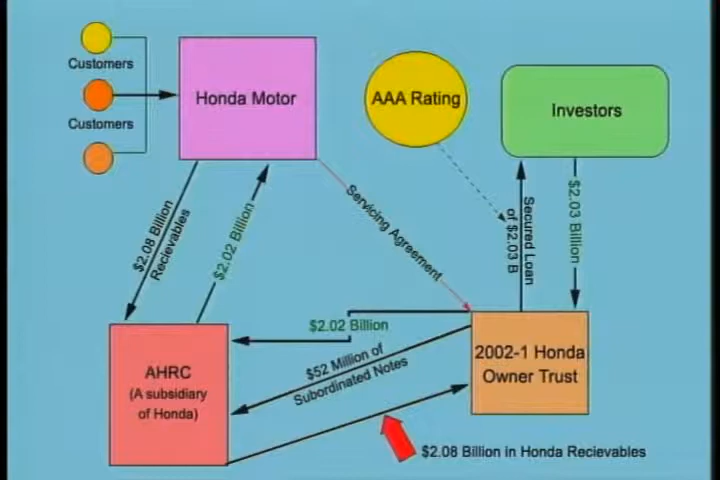 Customers
Customers
Honda Motor
AAA Rating
Investors
$2.08 Billion
Recievables
$2.02 Billion
Servicing Agreement
Secured Loan
of $2.03 B
$2.03 Billion
$2.02 Billion
$52 Million of
Subordinated Notes
AHRC
(A subsidiary
of Honda)
2002-1 Honda
Owner Trust
$2.08 Billion in Honda Recievables